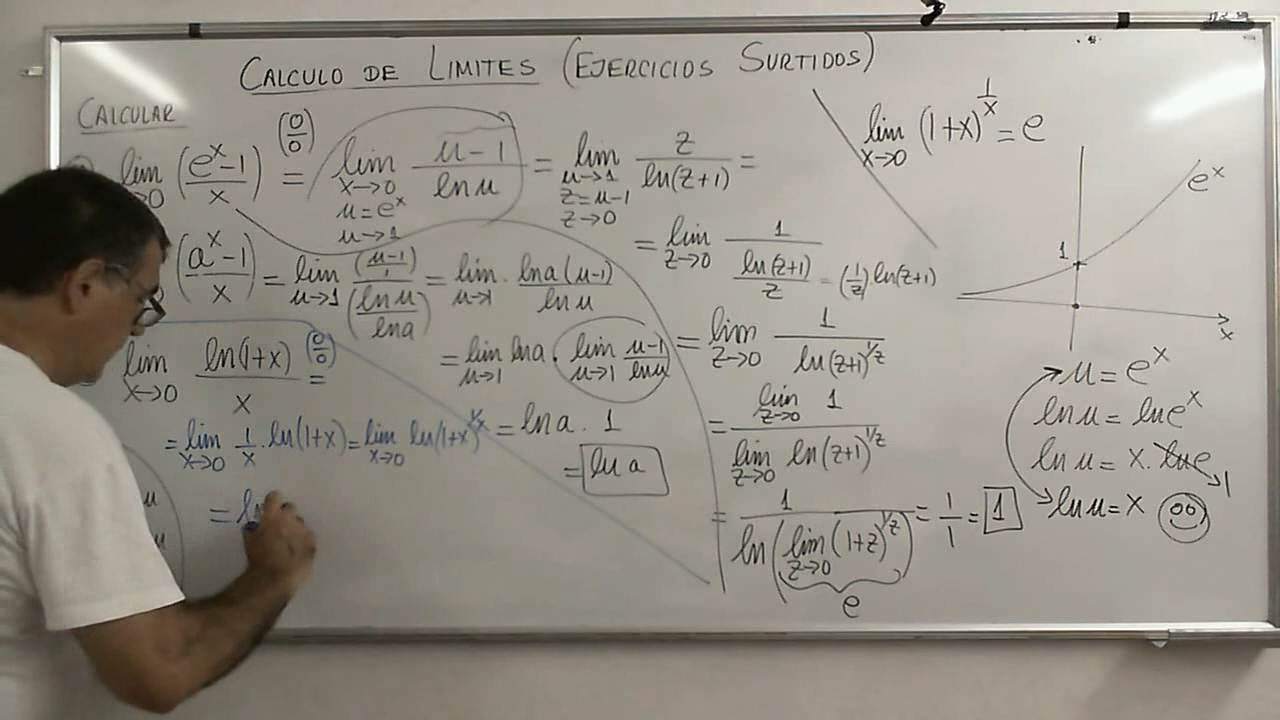 CALCULO DE LIMITES (EJERCICIOS SURTIDOS)
CALCULAR
lim x→0 (e^x-1 / x) (0/0) = lim x→0 u=e^x u→1 u-1 / ln u = lim u→1 z=u-1 z→0 z / ln(z+1) =
= lim z→0 1 / (ln(z+1) / z) = (1/z).ln(z+1)
= lim z→0 1 / ln(z+1)^1/z
= lim z→0 1 / lim z→0 ln(z+1)^1/z
= 1 / ln(lim z→0 (1+z)^1/z) = 1/1 = 1
e
(a^x-1 / x) = lim u→1 (u-1 / 1) / (ln u / ln a) = lim u→1 . ln a (u-1) / ln u
= lim u→1 ln a . lim u→1 u-1 / ln u
= ln a . 1
= ln a
lim x→0 ln(1+x) / x (0/0) =
= lim x→0 1/x . ln(1+x) = lim x→0 ln(1+x)^1/x
= ln
u
u
lim x→0 (1+x)^1/x = e
e^x
1
x
u = e^x
ln u = ln e^x
ln u = x . ln e 1
ln u = x